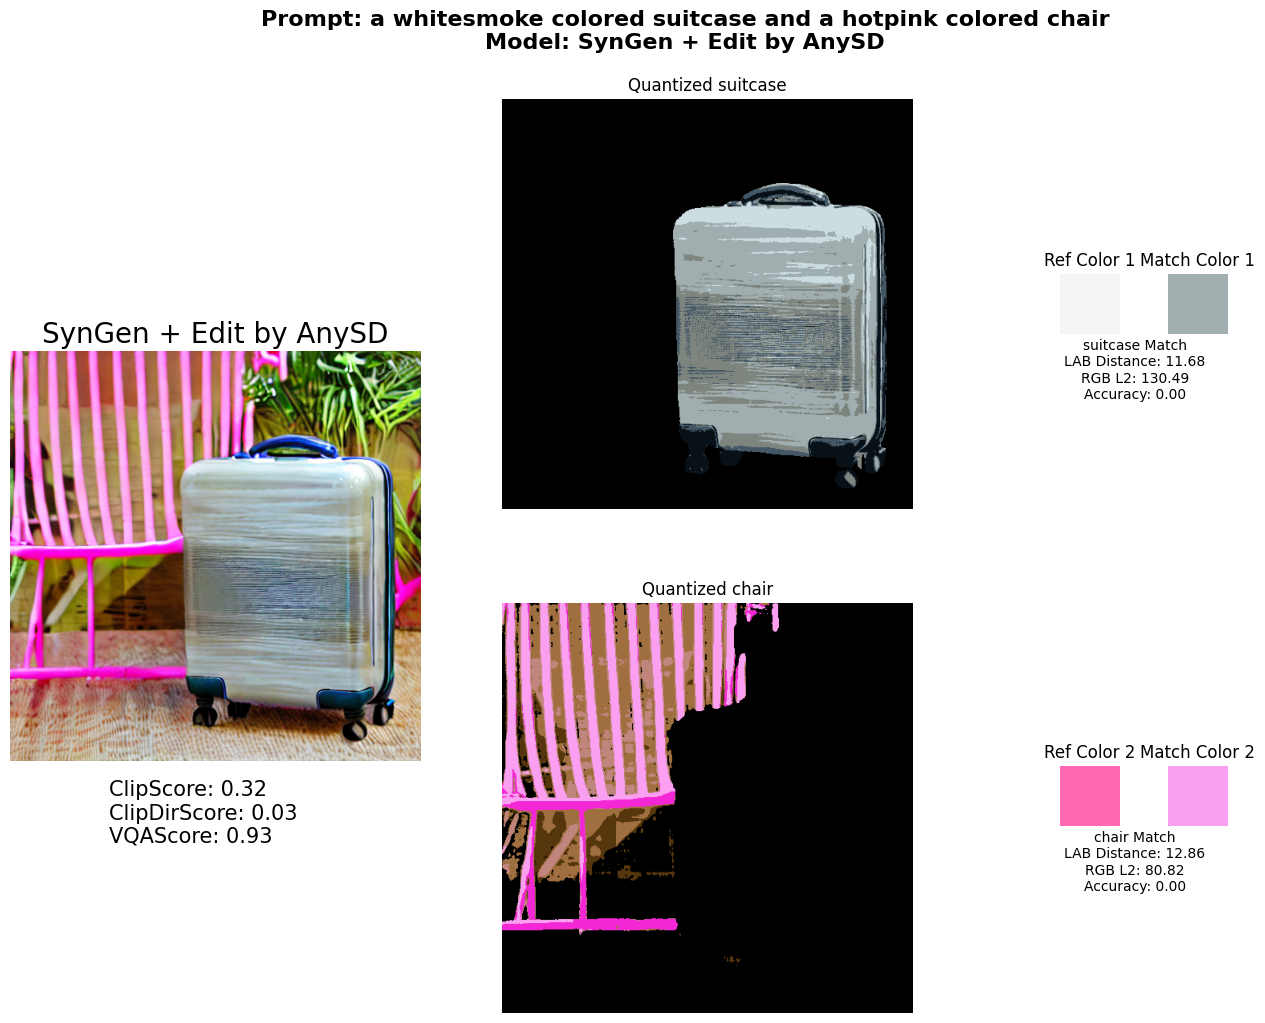 Prompt: a whitesmoke colored suitcase and a hotpink colored chair
Model: SynGen + Edit by AnySD
Quantized suitcase
SynGen + Edit by AnySD
ClipScore: 0.32
ClipDirScore: 0.03
VQAScore: 0.93
Ref Color 1 Match Color 1
suitcase Match
LAB Distance: 11.68
RGB L2: 130.49
Accuracy: 0.00
Quantized chair
Ref Color 2 Match Color 2
chair Match
LAB Distance: 12.86
RGB L2: 80.82
Accuracy: 0.00